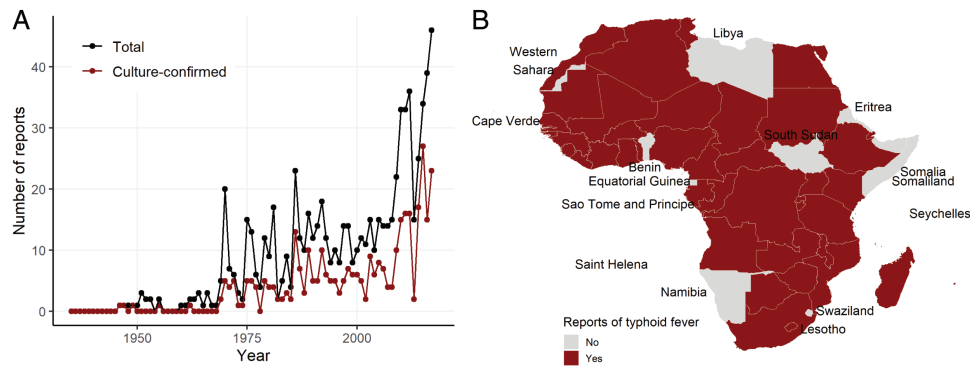 A
Total
Culture-confirmed
Number of reports
40
30
20
10
0
1950
1975
2000
Year
B
Libya
Western
Sahara
Cape Verde
Eritrea
South Sudan
Benin
Equatorial Guinea
Somalia
Somaliland
Sao Tome and Principe
Seychelles
Saint Helena
Namibia
Swaziland
Lesotho
Reports of typhoid fever
No
Yes